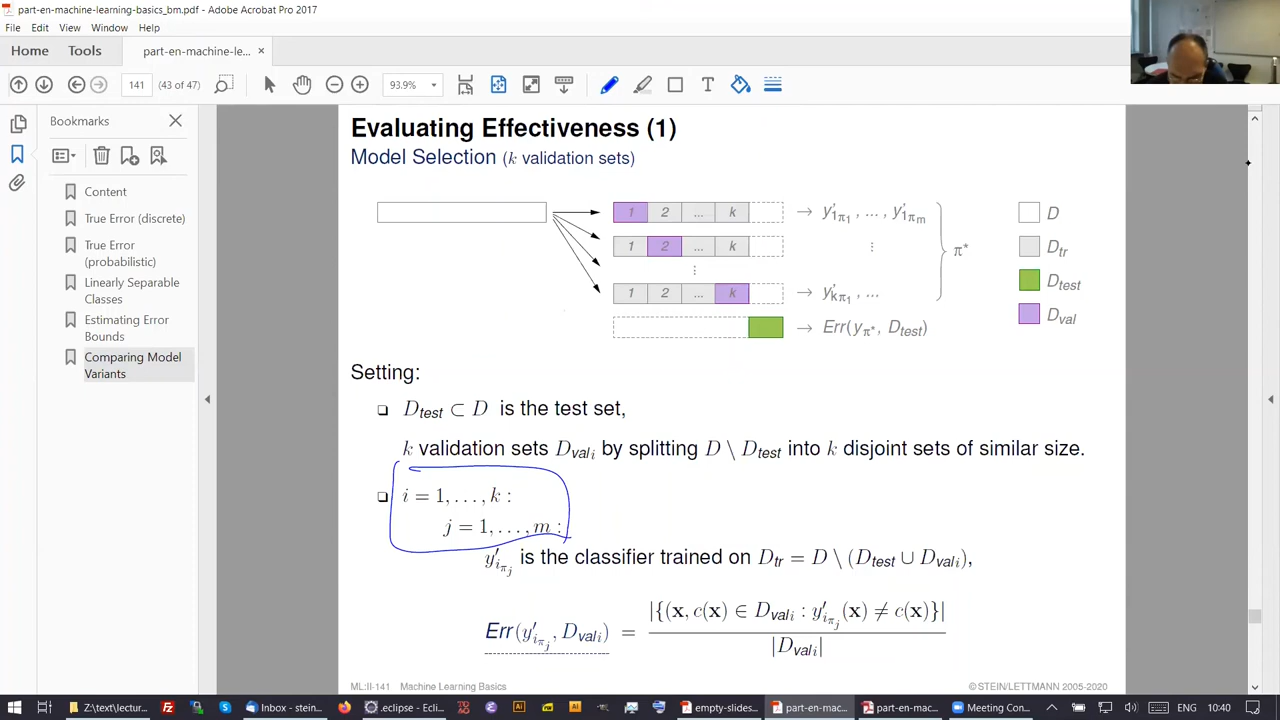 part-en-machine-learning-basics_bm.pdf - Adobe Acrobat Pro 2017
File Edit View Window Help
Home Tools part-en-machine-le... ×
141 (43 of 47) 93.9%
Bookmarks
Content
True Error (discrete)
True Error
(probabilistic)
Linearly Separable
Classes
Estimating Error
Bounds
Comparing Model
Variants
Evaluating Effectiveness (1)
Model Selection (k validation sets)
1 2 ... k → y′1π1 , ... , y′1πm
1 2 ... k ⋮ π* 
⋮
1 2 ... k → y′kπ1 , ...
→ Err(yπ*, Dtest)
D
Dtr
Dtest
Dval
Setting:
❑ Dtest ⊂ D is the test set,
k validation sets Dvali by splitting D \ Dtest into k disjoint sets of similar size.
❑ i = 1, . . . , k :
j = 1, . . . , m :
y′iπj is the classifier trained on Dtr = D \ (Dtest ∪ Dvali),
Err(y′iπj, Dvali) = |{(x, c(x) ∈ Dvali : y′iπj(x) ≠ c(x)}|
|Dvali|
ML:II-141 Machine Learning Basics © STEIN/LETTMANN 2005-2020
Z:\text\lectur... Inbox - stein... .eclipse - Ecli... empty-slides... part-en-mac... part-en-mac... Meeting Con... ENG 10:40